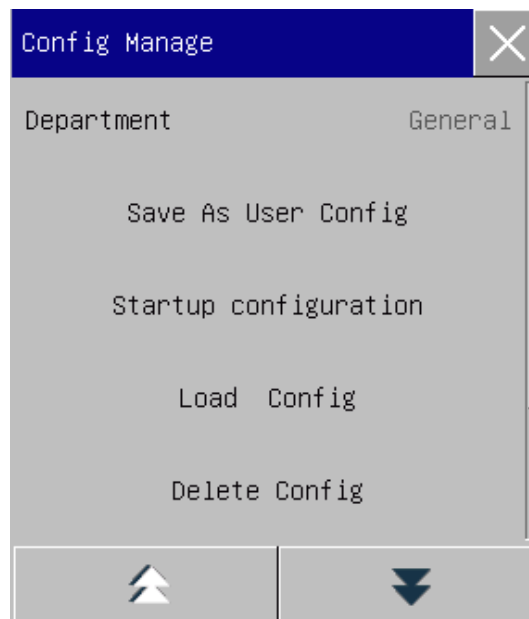 Config Manage
Department General
Save As User Config
Startup configuration
Load Config
Delete Config